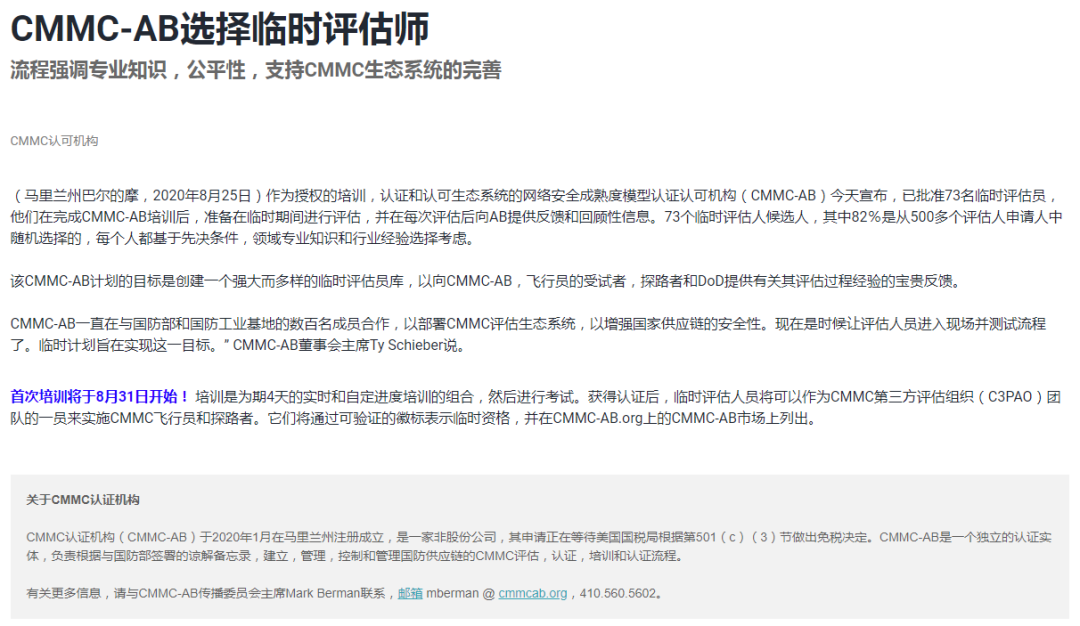 CMMC-AB选择临时评估师
流程强调专业知识，公平性，支持CMMC生态系统的完善
CMMC认可机构
（马里兰州巴尔的摩，2020年8月25日）作为授权的培训，认证和认可生态系统的网络安全成熟度模型认证认可机构（CMMC-AB）今天宣布，已批准73名临时评估员，
他们在完成CMMC-AB培训后，准备在临时期间进行评估，并在每次评估后向AB提供反馈和回顾性信息。73个临时评估人候选人，其中82%是从500多个评估人申请人中
随机选择的，每个人都基于先决条件，领域专业知识和行业经验选择考虑。
该CMMC-AB计划的目标是创建一个强大而多样的临时评估员库，以向CMMC-AB，飞行员的受试者，探路者和DoD提供有关其评估过程经验的宝贵反馈。
CMMC-AB一直在与国防部和国防工业基地的数百名成员合作，以部署CMMC评估生态系统，以增强国家供应链的安全性。现在是时候让评估人员进入现场并测试流程
了。临时计划旨在实现这一目标。” CMMC-AB董事会主席Ty Schieber说。
首次培训将于8月31日开始！ 培训是为期4天的实时和自定进度培训的组合，然后进行考试。获得认证后，临时评估人员将可以作为CMMC第三方评估组织（C3PAO）团
队的一员来实施CMMC飞行员和探路者。它们将通过可验证的徽标表示临时资格，并在CMMC-AB.org上的CMMC-AB市场上列出。
关于CMMC认证机构
CMMC认证机构（CMMC-AB）于2020年1月在马里兰州注册成立，是一家非股份公司，其申请正在等待美国国税局根据第501（c）（3）节做出免税决定。CMMC-AB是一个独立的认证实
体，负责根据与国防部签署的谅解备忘录，建立，管理，控制和管理国防供应链的CMMC评估，认证，培训和认证流程。
有关更多信息，请与CMMC-AB传播委员会主席Mark Berman联系，邮箱 mberman @ cmmcab.org，410.560.5602。